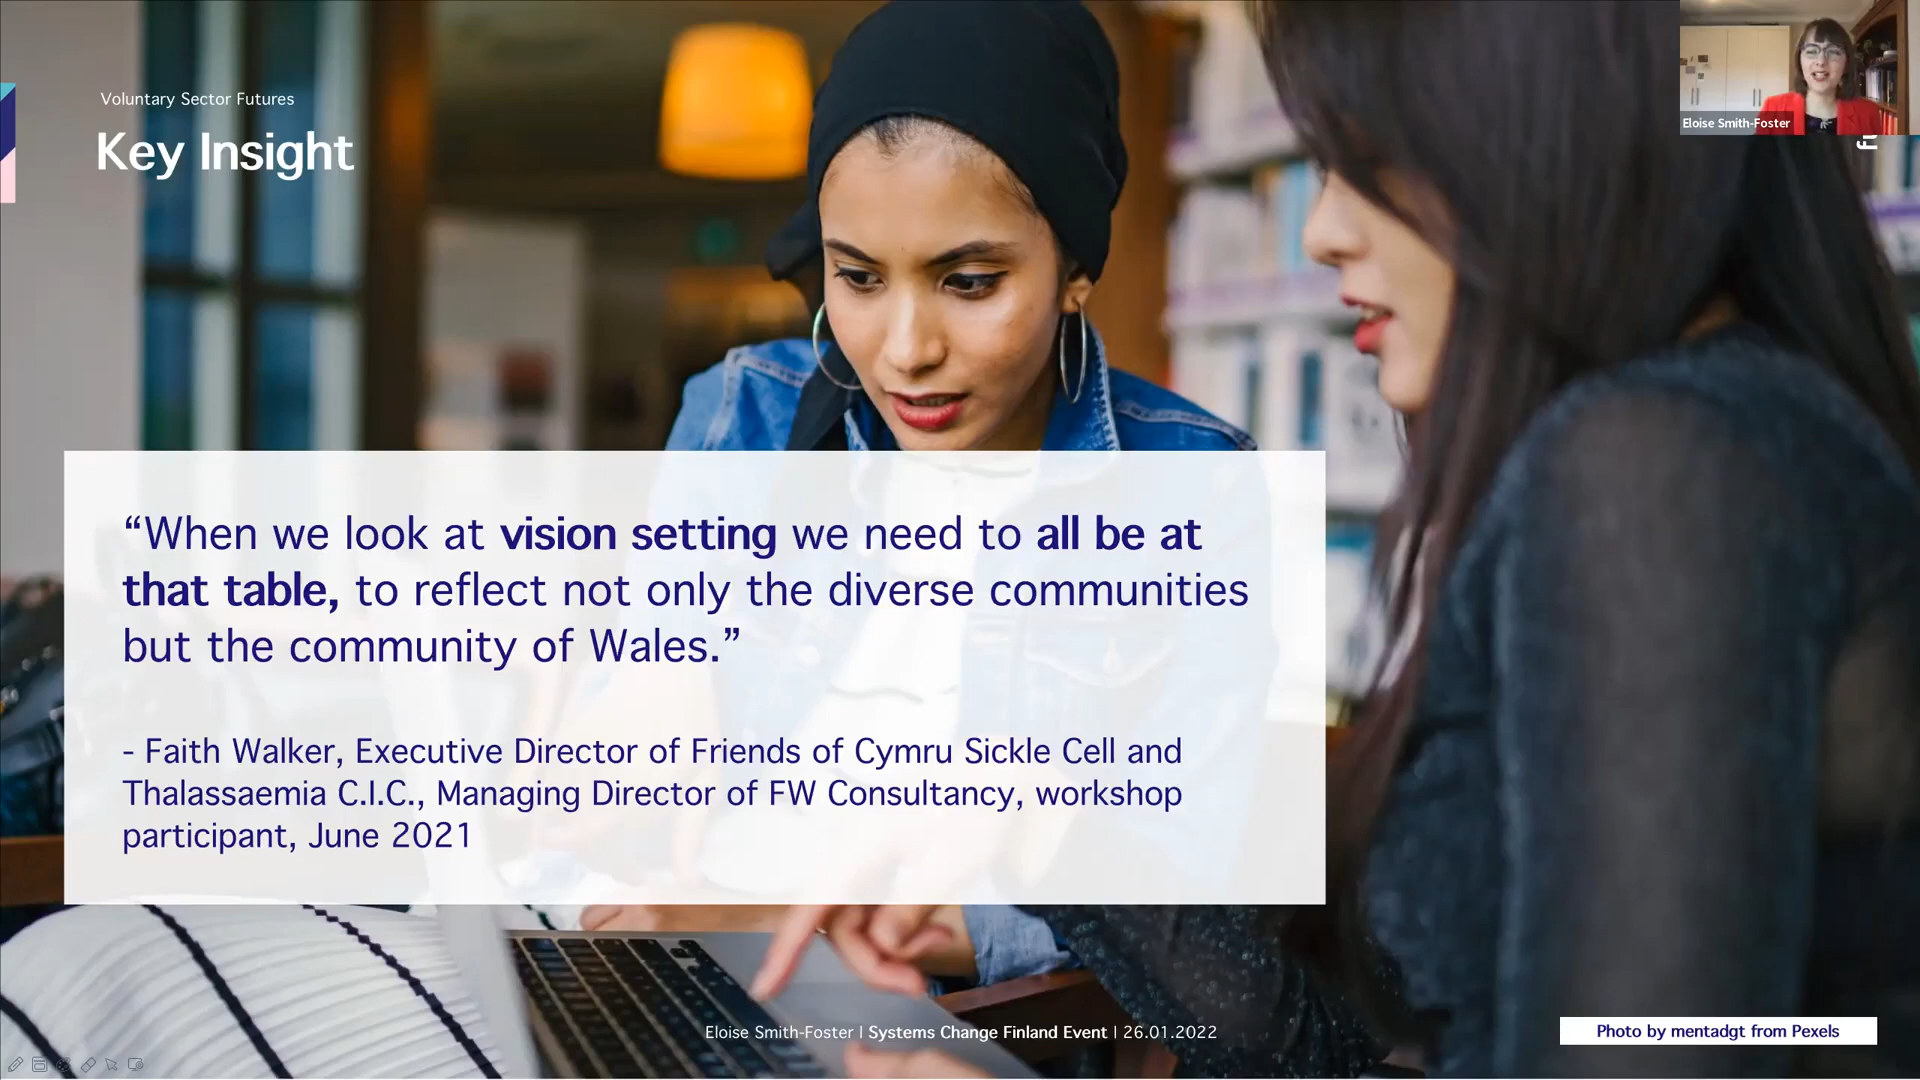 Voluntary Sector Futures
Key Insight
Eloise Smith-Foster
“When we look at vision setting we need to all be at
that table, to reflect not only the diverse communities
but the community of Wales.”
- Faith Walker, Executive Director of Friends of Cymru Sickle Cell and
Thalassaemia C.I.C., Managing Director of FW Consultancy, workshop
participant, June 2021
Eloise Smith-Foster | Systems Change Finland Event | 26.01.2022
Photo by mentadgt from Pexels